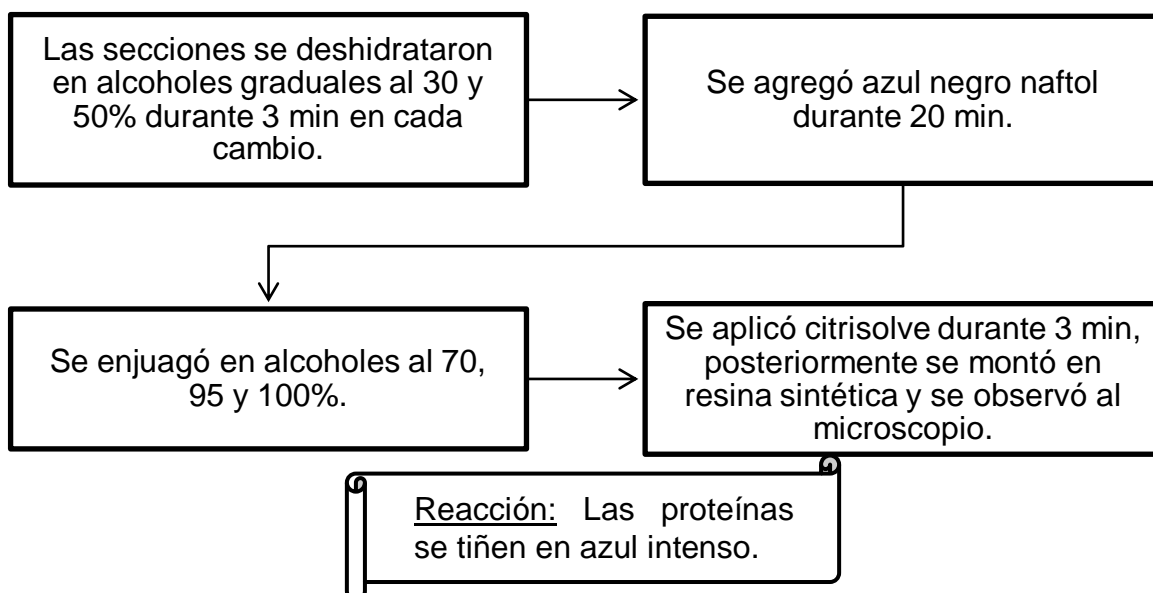 Las secciones se deshidrataron
en alcoholes graduales al 30 y
50% durante 3 min en cada
cambio.
Se agregó azul negro naftol
durante 20 min.
Se enjuagó en alcoholes al 70,
95 y 100%.
Se aplicó citrisolve durante 3 min,
posteriormente se montó en
resina sintética y se observó al
microscopio.
Reacción: Las proteínas
se tiñen en azul intenso.